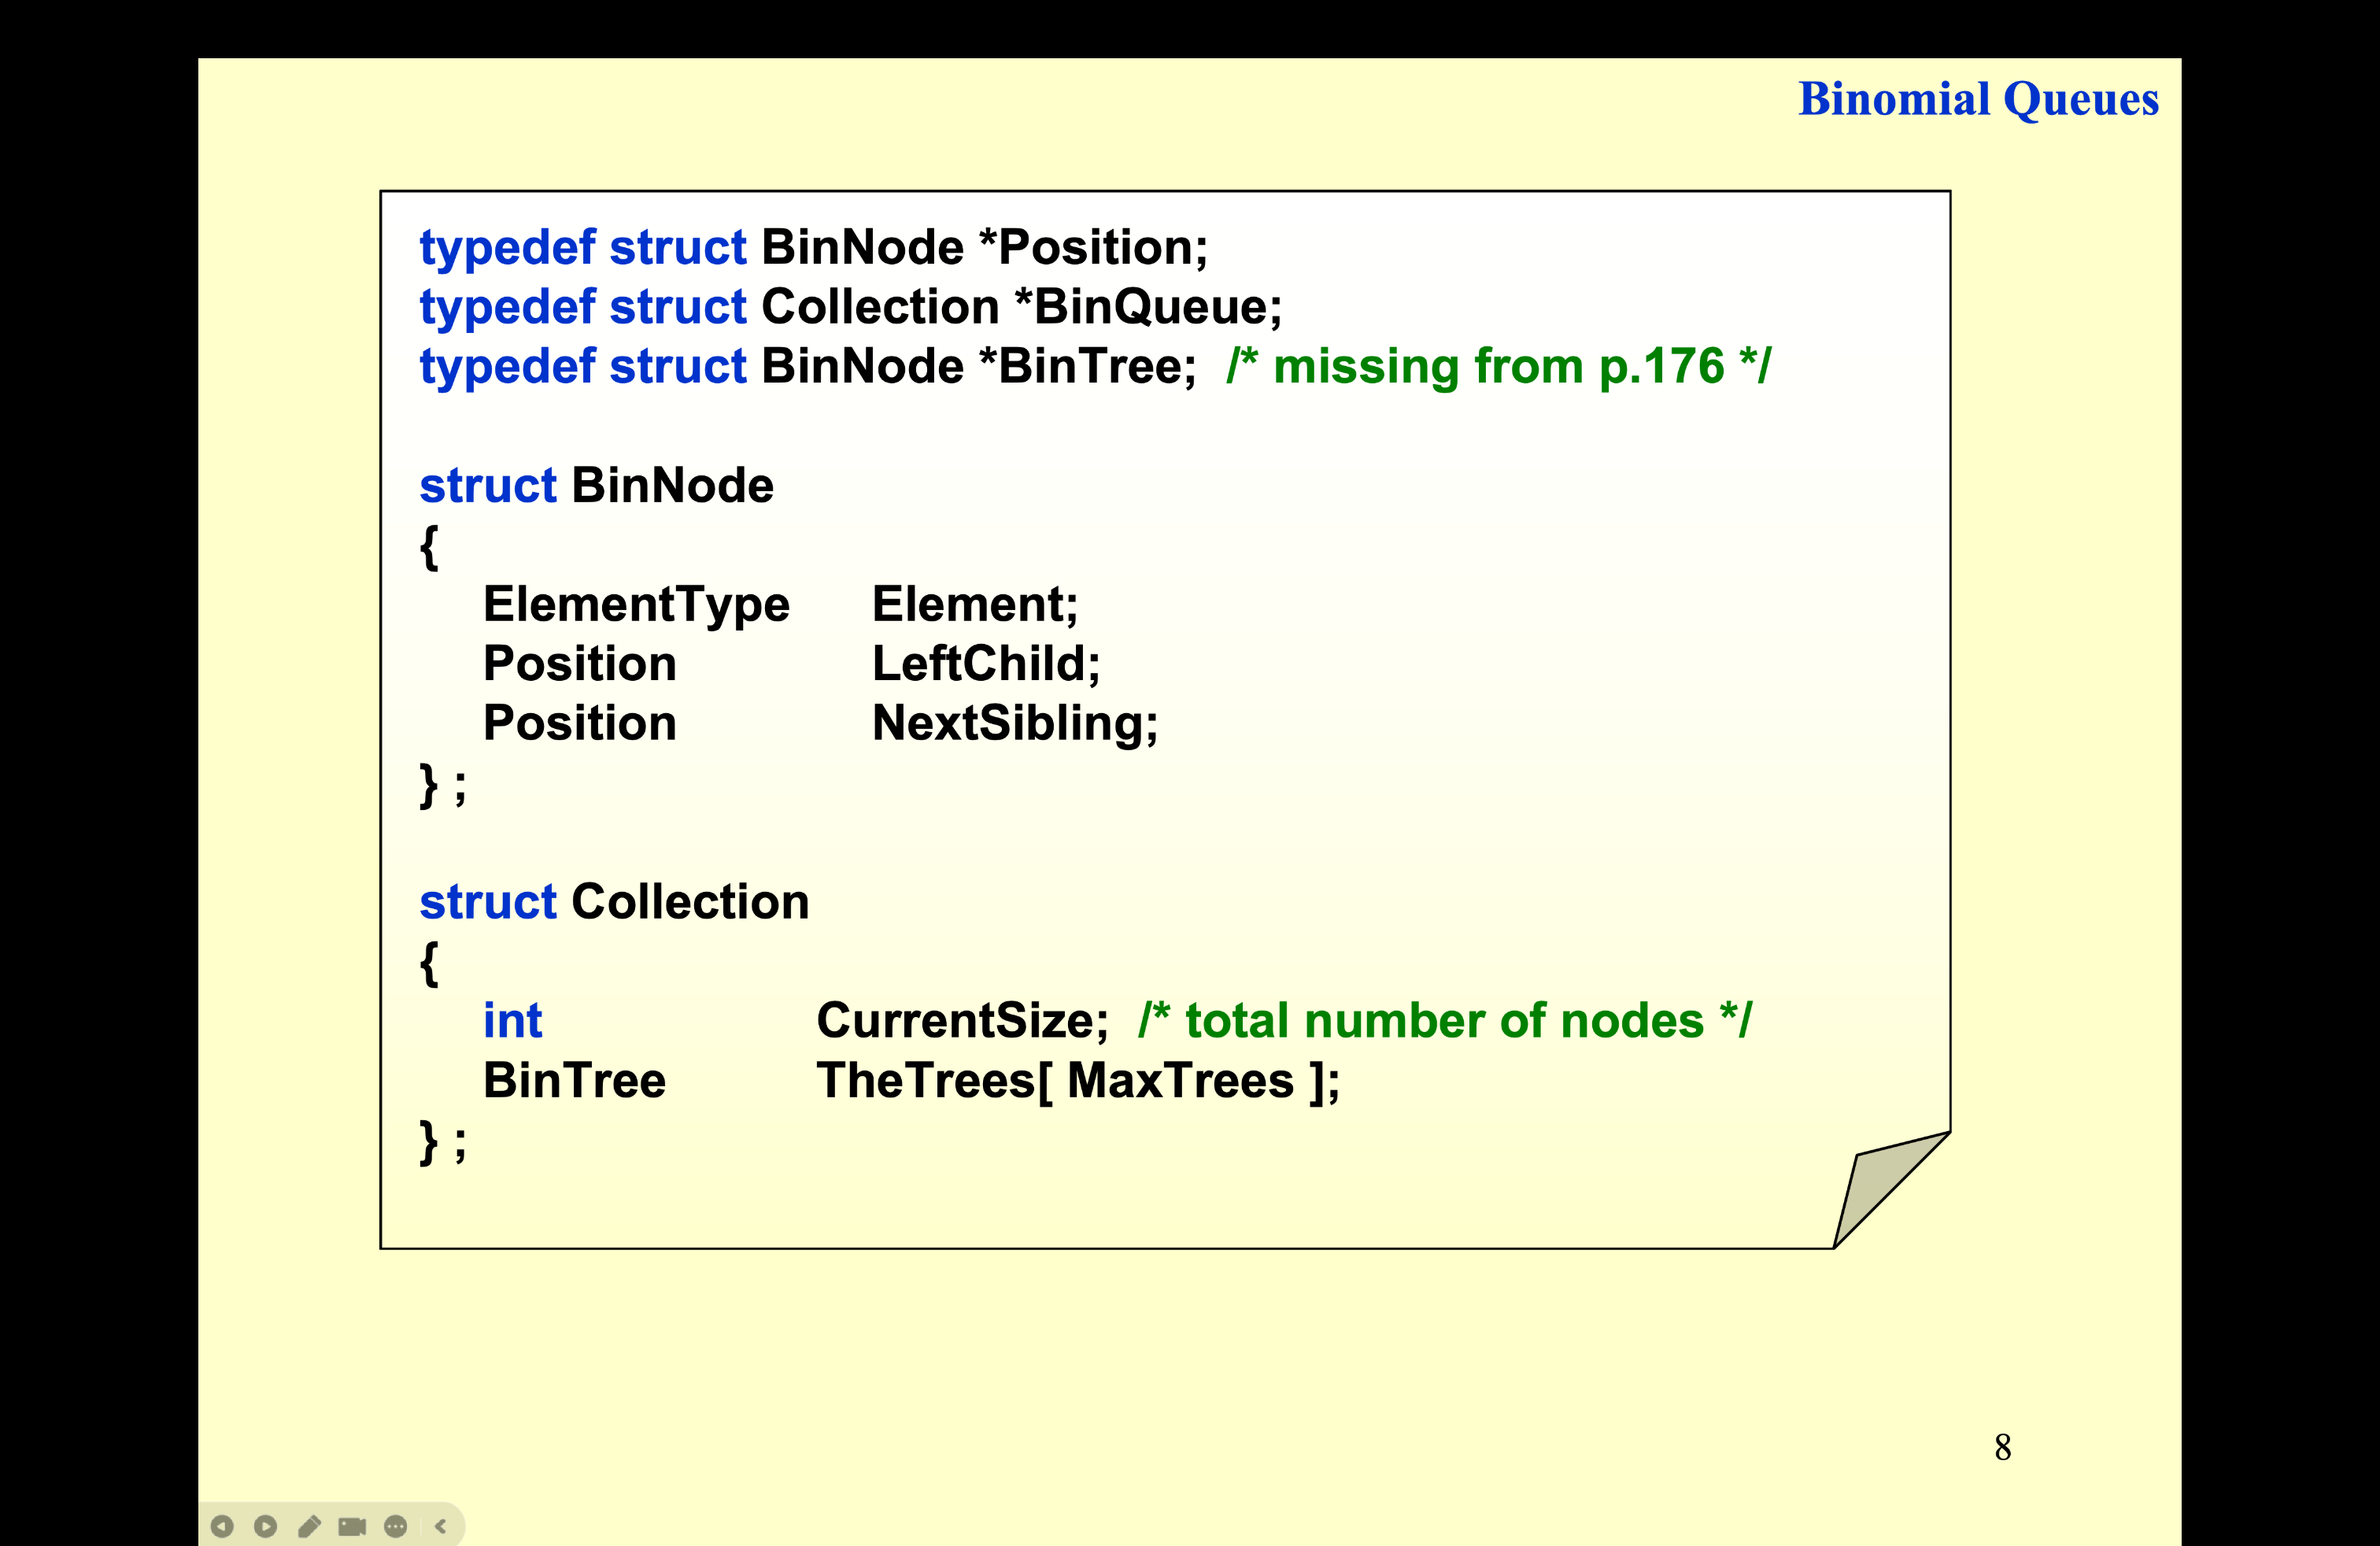 Binomial Queues
typedef struct BinNode *Position;
typedef struct Collection *BinQueue;
typedef struct BinNode *BinTree;  /* missing from p.176 */
struct BinNode
{
ElementType Element;
Position LeftChild;
Position NextSibling;
} ;
struct Collection
{
int CurrentSize;  /* total number of nodes */
BinTree TheTrees[ MaxTrees ];
} ;
8